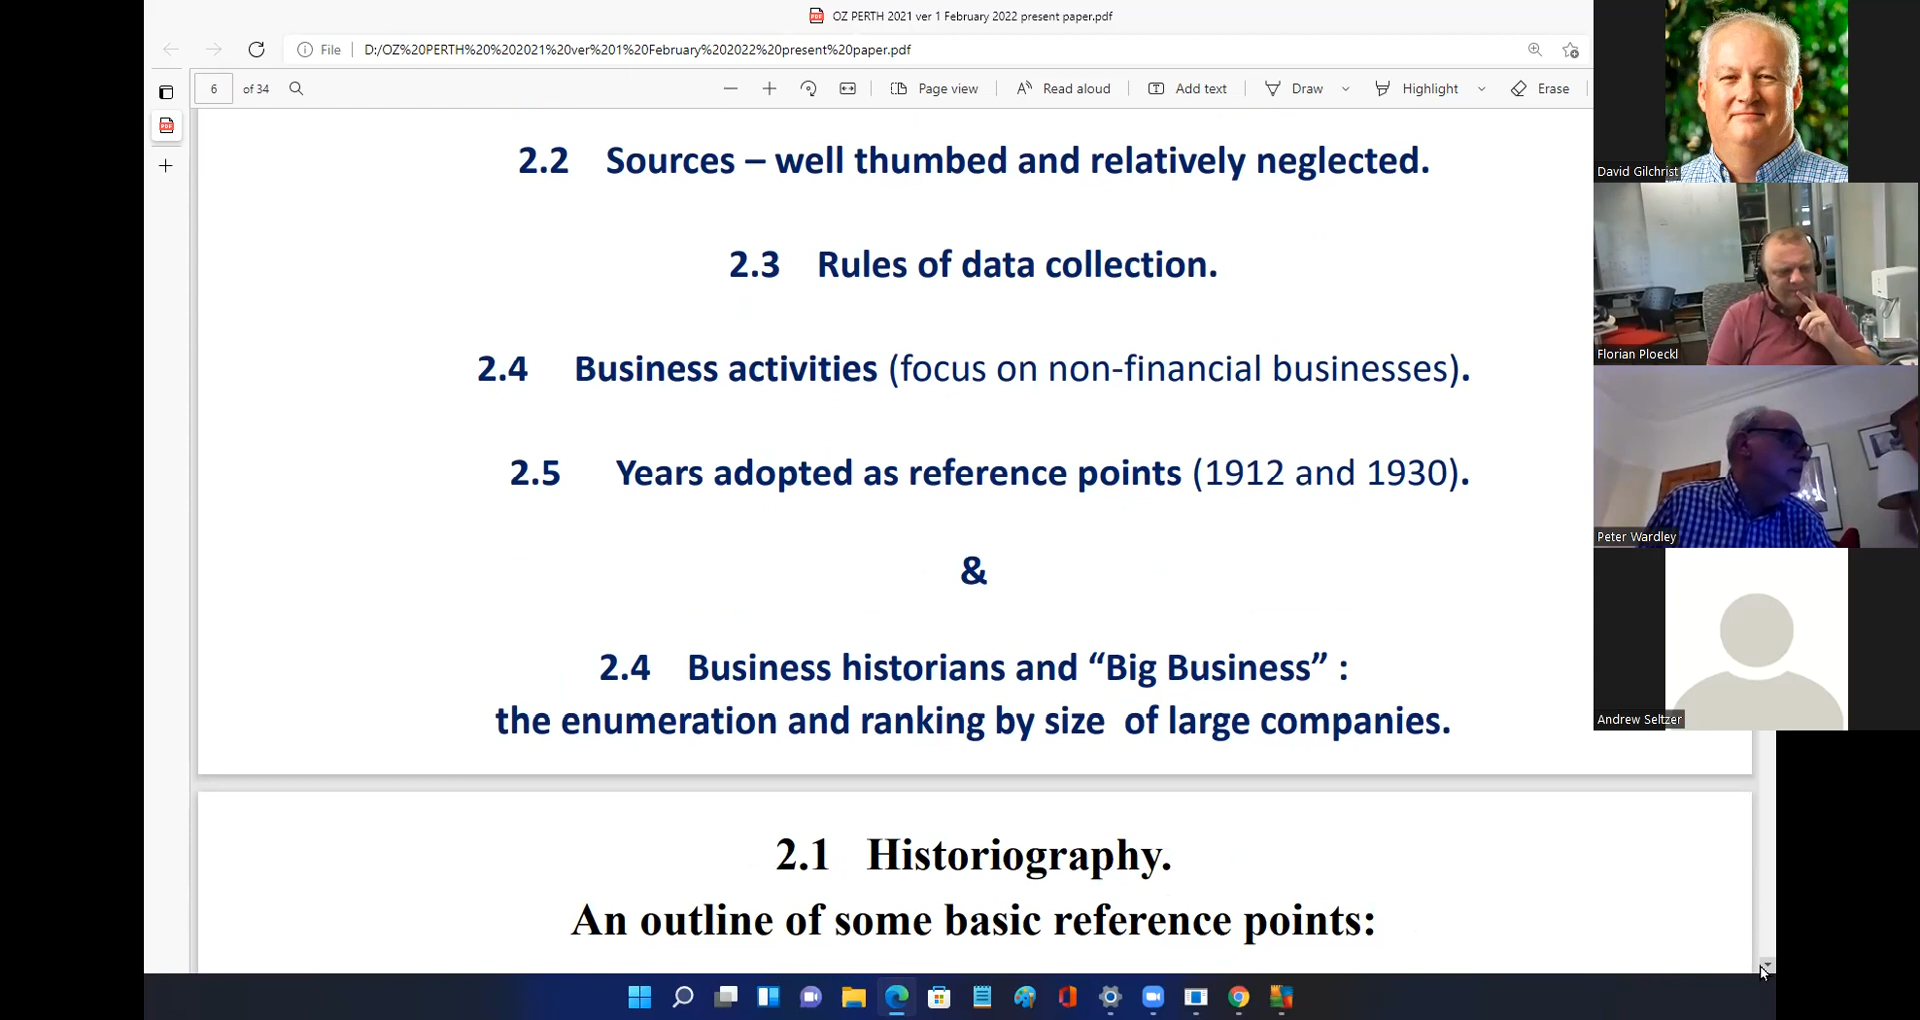 OZ PERTH 2021 ver 1 February 2022 present paper.pdf
File
D:/OZ%20PERTH%20%202021%20ver%201%20February%202022%20present%20paper.pdf
6 of 34
Page view
Read aloud
Add text
Draw
Highlight
Erase
2.2 Sources – well thumbed and relatively neglected.
2.3 Rules of data collection.
2.4 Business activities (focus on non-financial businesses).
2.5 Years adopted as reference points (1912 and 1930).
&
2.4 Business historians and “Big Business” :
the enumeration and ranking by size of large companies.
2.1 Historiography.
An outline of some basic reference points:
David Gilchrist
Florian Ploeckl
Peter Wardley
Andrew Seltzer